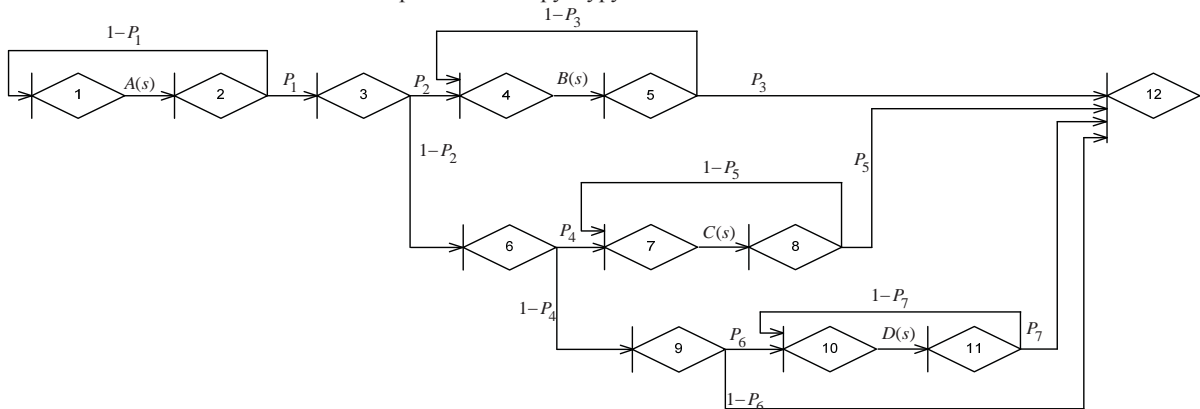 1−P₃
1−P₁
1 A(s) 2 P₁ 3 P₂ 4 B(s) 5 P₃ 12
1−P₂
1−P₅ P₅
6 P₄ 7 C(s) 8
1−P₄ 1−P₇
9 P₆ 10 D(s) 11 P₇
1−P₆